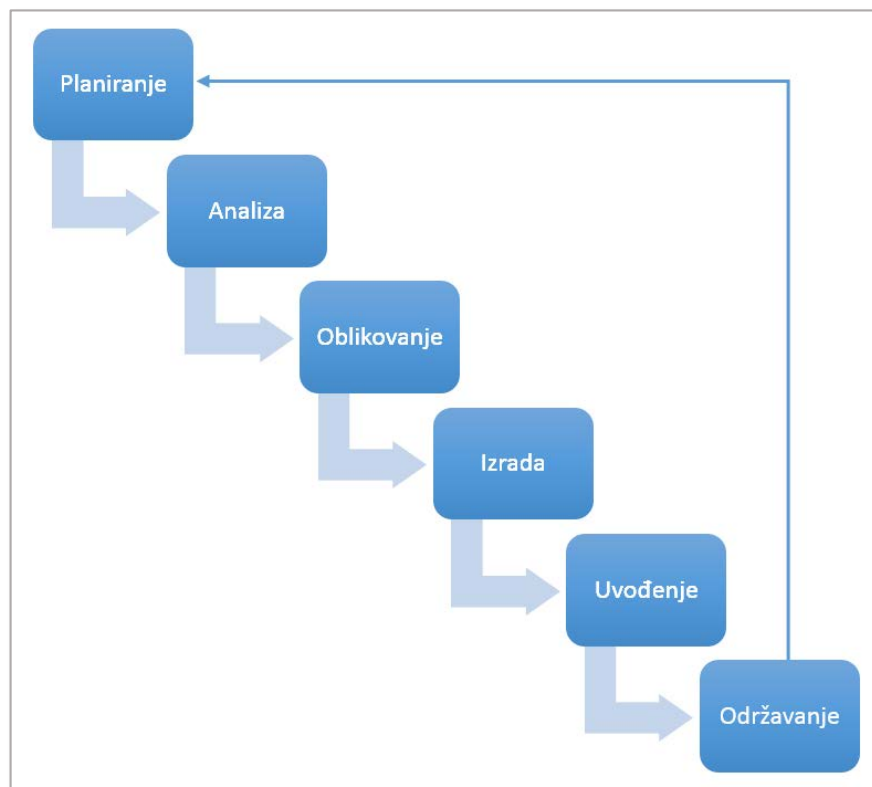 Planiranje
Analiza
Oblikovanje
Izrada
Uvođenje
Održavanje